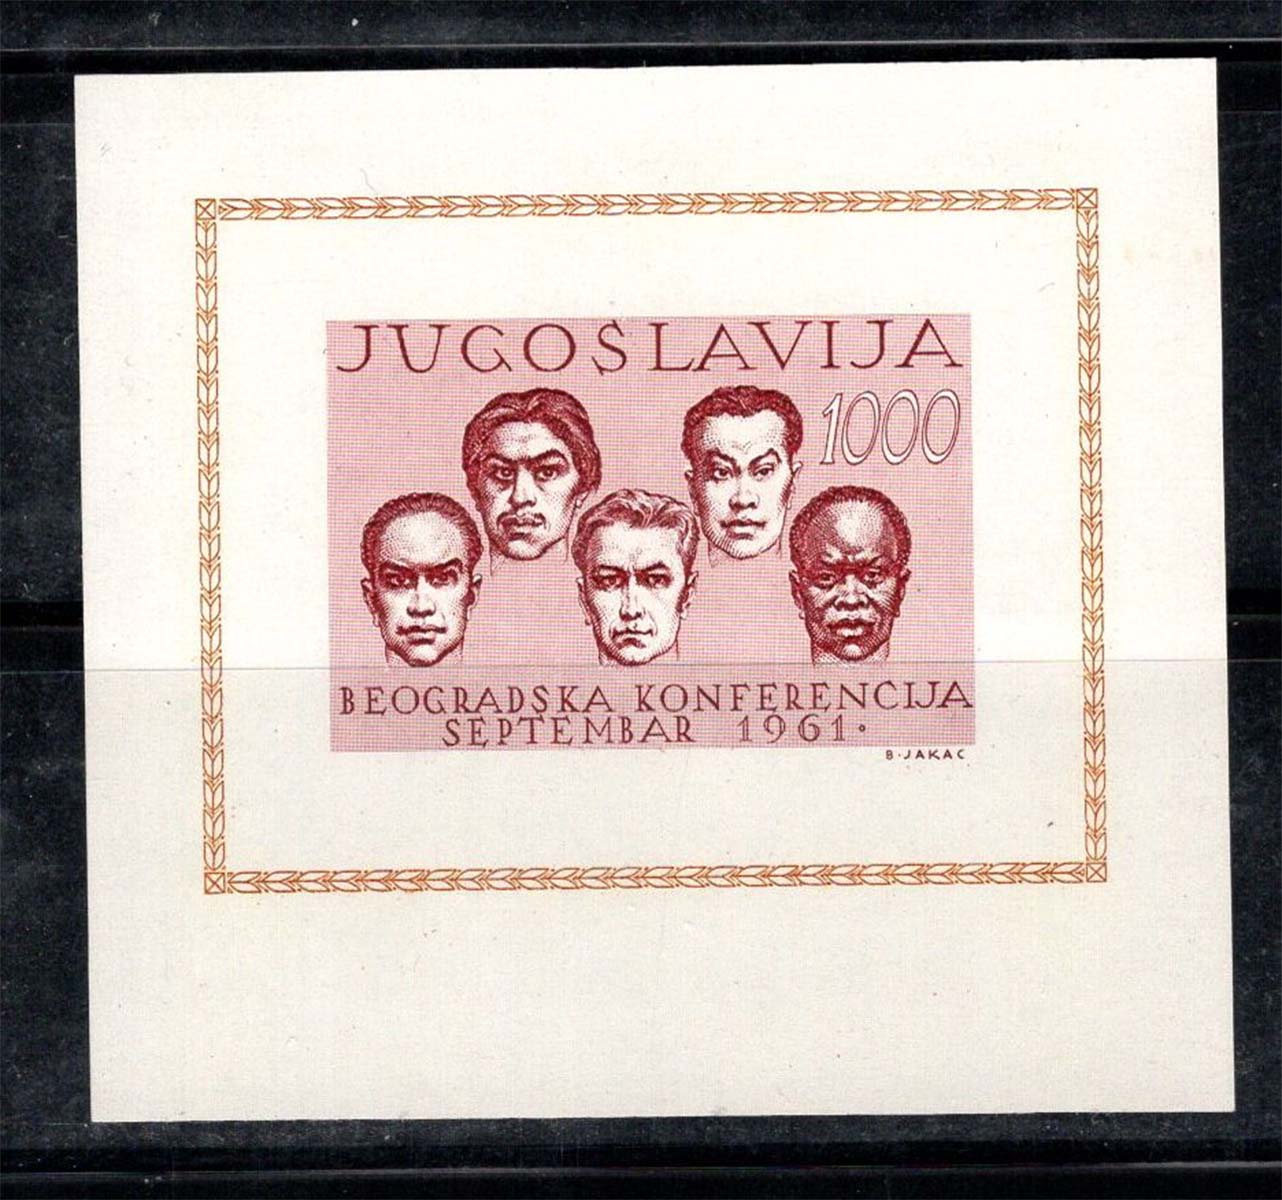 JUGOSLAVIJA
1000
BEOGRADSKA KONFERENCIJA
SEPTEMBAR 1961.
B. JAKAC